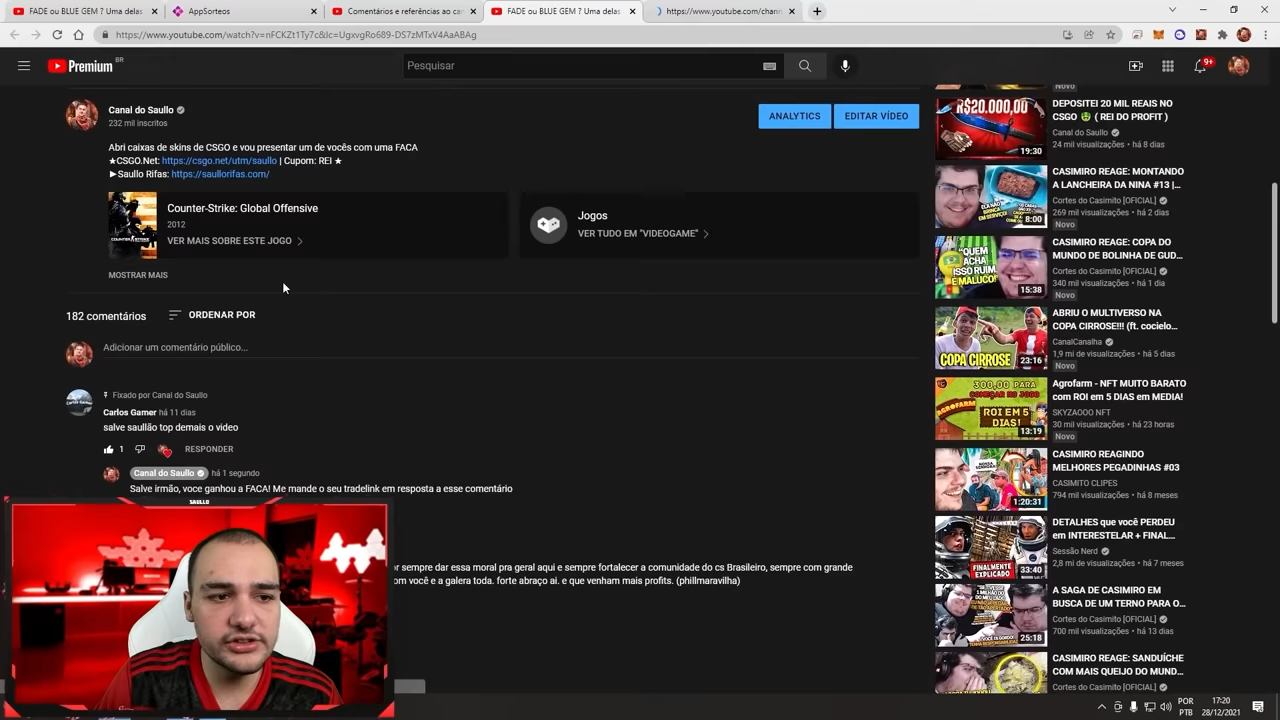 FADE ou BLUE GEM ? Uma delas
AppSorteos
Comentários e referências ao car
FADE ou BLUE GEM ? Uma delas.
https://www.youtube.com/chann
https://www.youtube.com/watch?v=nFCKZt1Ty7c&lc=UgxvgRo689-DS7zMTxV4AaABAg
Premium BR
Pesquisar
9+
Canal do Saullo
232 mil inscritos
ANALYTICS
EDITAR VÍDEO
Abri caixas de skins de CSGO e vou presentar um de vocês com uma FACA
★CSGO.Net: https://csgo.net/utm/saullo | Cupom: REI ★
►Saullo Rifas: https://saullorifas.com/
Counter-Strike: Global Offensive
2012
VER MAIS SOBRE ESTE JOGO
Jogos
VER TUDO EM "VIDEOGAME"
MOSTRAR MAIS
182 comentários
ORDENAR POR
Adicionar um comentário público...
Fixado por Canal do Saullo
Carlos Gamer há 11 dias
salve saullão top demais o video
1
RESPONDER
Canal do Saullo há 1 segundo
Salve irmão, voce ganhou a FACA! Me mande o seu tradelink em resposta a esse comentário
SAULLO
r sempre dar essa moral pra geral aqui e sempre fortalecer a comunidade do cs Brasileiro, sempre com grande
om você e a galera toda. forte abraço ai. e que venham mais profits. (phillmaravilha)
Novo
R$20.000,00
19:30
DEPOSITEI 20 MIL REAIS NO
CSGO 🤑 ( REI DO PROFIT )
Canal do Saullo
24 mil visualizações • há 8 dias
8:00
CASIMIRO REAGE: MONTANDO
A LANCHEIRA DA NINA #13 |...
Cortes do Casimito [OFICIAL]
269 mil visualizações • há 2 dias
Novo
"QUEM
ACHA
ISSO RUIM,
É MALUCO!"
15:38
CASIMIRO REAGE: COPA DO
MUNDO DE BOLINHA DE GUD...
Cortes do Casimito [OFICIAL]
340 mil visualizações • há 1 dia
Novo
COPA CIRROSE
23:16
ABRIU O MULTIVERSO NA
COPA CIRROSE!!! (ft. cocielo...
CanalCanalha
1,9 mi de visualizações • há 5 dias
Novo
300,00 PARA
COMEÇAR NO JOGO
AGROFARM
ROI EM 5
DIAS!
13:19
Agrofarm - NFT MUITO BARATO
com ROI em 5 DIAS em MEDIA!
SKYZAOOO NFT
30 mil visualizações • há 23 horas
Novo
1:20:31
CASIMIRO REAGINDO
MELHORES PEGADINHAS #03
CASIMITO CLIPES
794 mil visualizações • há 8 meses
FINALMENTE
EXPLICADO
33:40
DETALHES que você PERDEU
em INTERESTELAR + FINAL...
Sessão Nerd
2,8 mi de visualizações • há 7 meses
25:18
A SAGA DE CASIMIRO EM
BUSCA DE UM TERNO PARA O...
Cortes do Casimito [OFICIAL]
700 mil visualizações • há 13 dias
CASIMIRO REAGE: SANDUÍCHE
COM MAIS QUEIJO DO MUND...
Cortes do Casimito [OFICIAL]
POR
PTB
17:20
28/12/2021